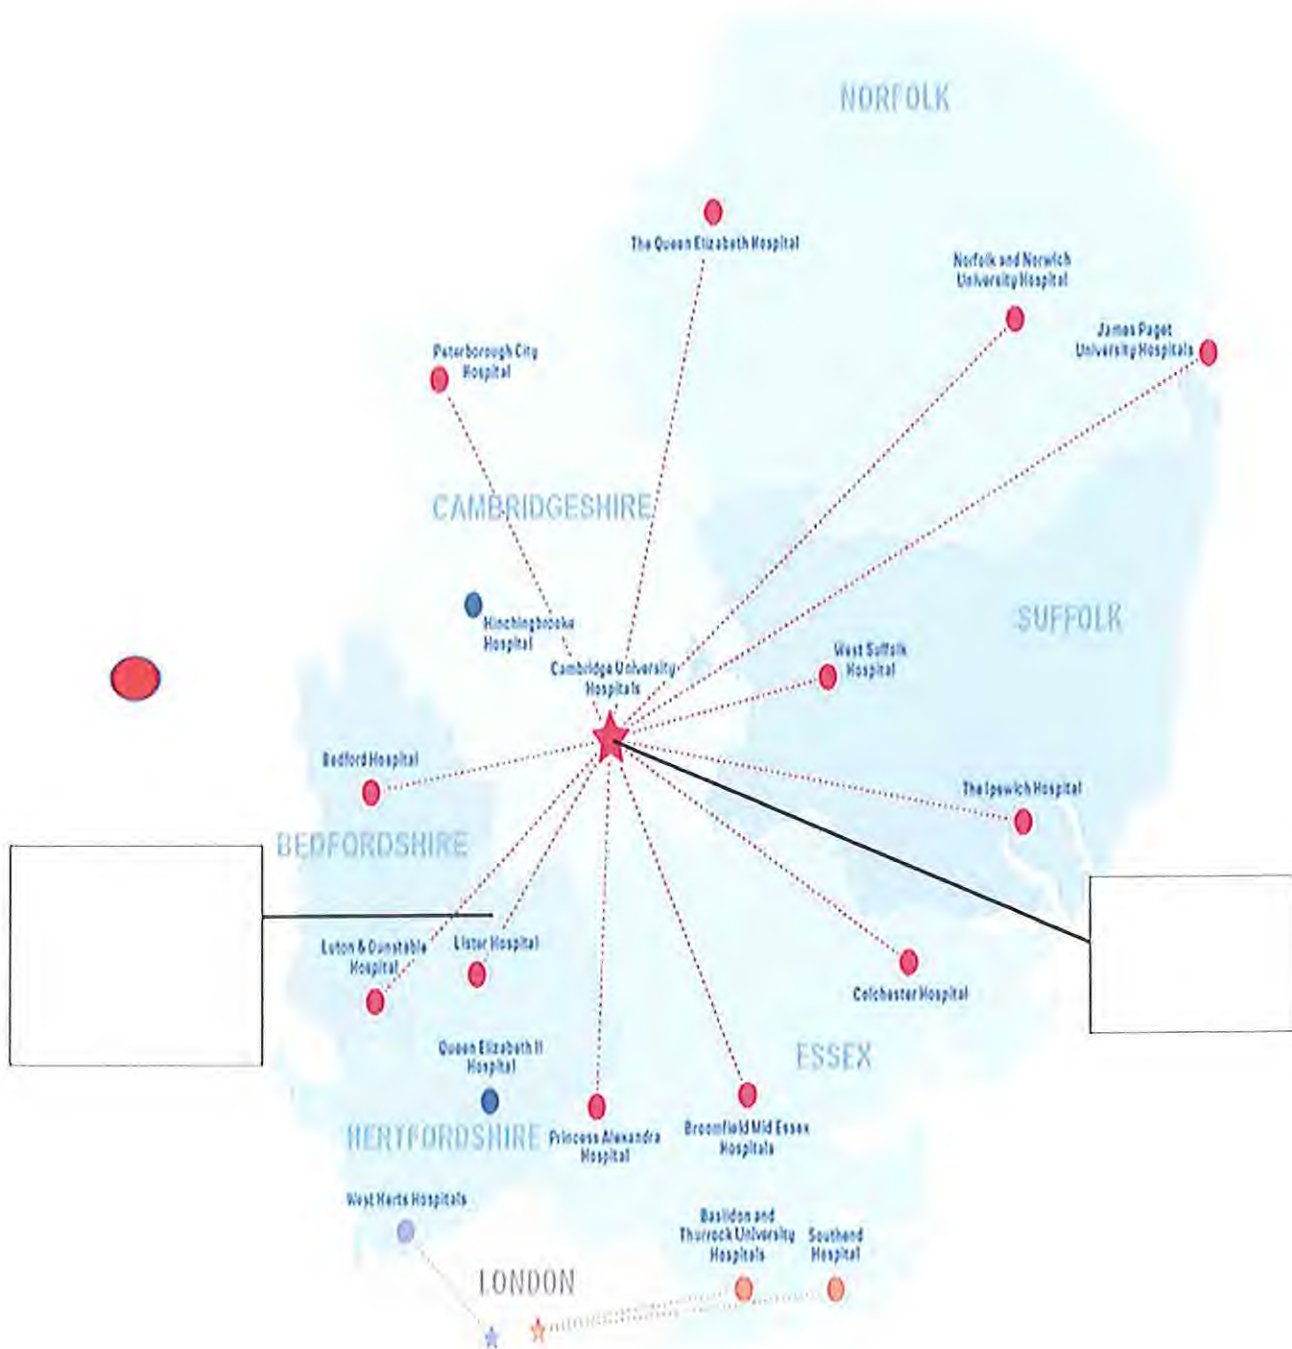 NORFOLK
The Queen Elizabeth Hospital
Norfolk and Norwich
University Hospital
James Paget
University Hospitals
Peterborough City
Hospital
CAMBRIDGESHIRE
Hinchingbrooke
Hospital
SUFFOLK
West Suffolk
Hospital
Cambridge University
Hospitals
Bedford Hospital
The Ipswich Hospital
BEDFORDSHIRE
Luton & Dunstable
Hospital
Lister Hospital
Colchester Hospital
Queen Elizabeth II
Hospital
ESSEX
HERTFORDSHIRE
Princess Alexandra
Hospital
Broomfield Mid Essex
Hospitals
West Herts Hospitals
Basildon and
Thurrock University
Hospitals
Southend
Hospital
LONDON